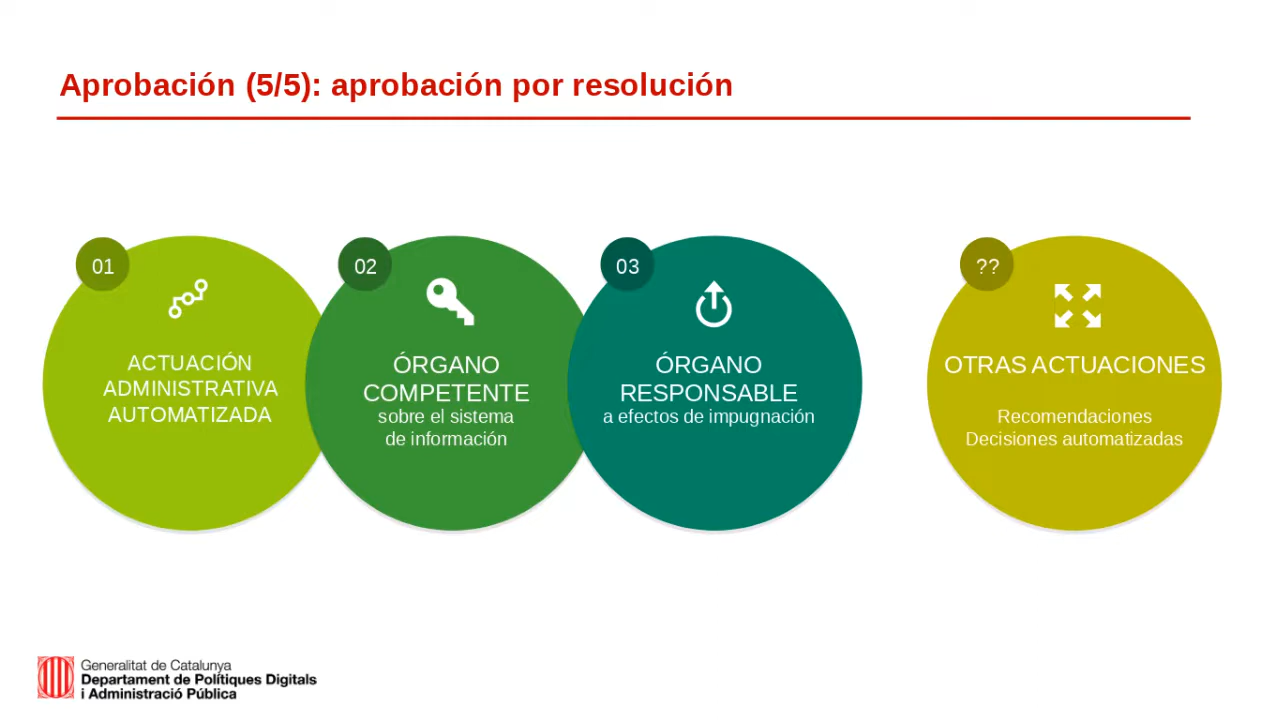 Aprobación (5/5): aprobación por resolución
01
ACTUACIÓN
ADMINISTRATIVA
AUTOMATIZADA
02
ÓRGANO
COMPETENTE
sobre el sistema
de información
03
ÓRGANO
RESPONSABLE
a efectos de impugnación
??
OTRAS ACTUACIONES
Recomendaciones
Decisiones automatizadas
Generalitat de Catalunya
Departament de Polítiques Digitals
i Administració Pública